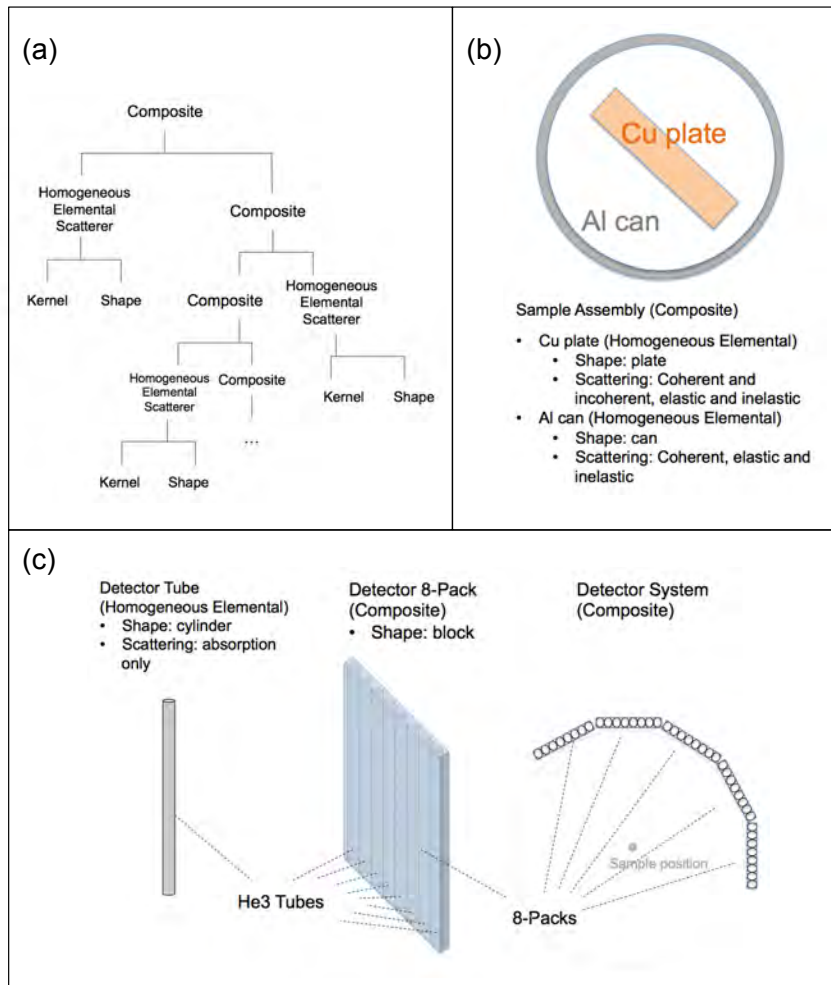 (a)
Composite
Homogeneous
Elemental
Scatterer
Composite
Kernel
Shape
Composite
Homogeneous
Elemental
Scatterer
Homogeneous
Elemental
Scatterer
Composite
Kernel
Shape
...
Kernel
Shape
(b)
Cu plate
Al can
Sample Assembly (Composite)
• Cu plate (Homogeneous Elemental)
• Shape: plate
• Scattering: Coherent and
incoherent, elastic and inelastic
• Al can (Homogeneous Elemental)
• Shape: can
• Scattering: Coherent, elastic and
inelastic
(c)
Detector Tube
(Homogeneous Elemental)
• Shape: cylinder
• Scattering: absorption
only
Detector 8-Pack
(Composite)
• Shape: block
Detector System
(Composite)
Sample position
He3 Tubes
8-Packs